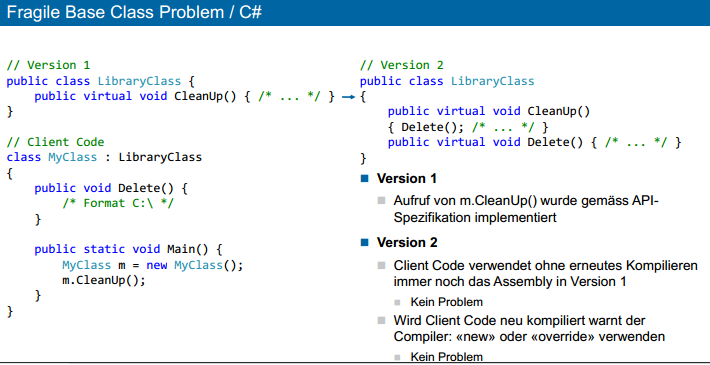 Fragile Base Class Problem / C#
// Version 1
public class LibraryClass {
public virtual void CleanUp() { /* ... */ }
}
// Client Code
class MyClass : LibraryClass
{
public void Delete() {
/* Format C:\ */
}
public static void Main() {
MyClass m = new MyClass();
m.CleanUp();
}
}
// Version 2
public class LibraryClass
{
public virtual void CleanUp()
{ Delete(); /* ... */ }
public virtual void Delete() { /* ... */ }
}
Version 1
Aufruf von m.CleanUp() wurde gemäss API-
Spezifikation implementiert
Version 2
Client Code verwendet ohne erneutes Kompilieren
immer noch das Assembly in Version 1
Kein Problem
Wird Client Code neu kompiliert warnt der
Compiler: «new» oder «override» verwenden
Kein Problem